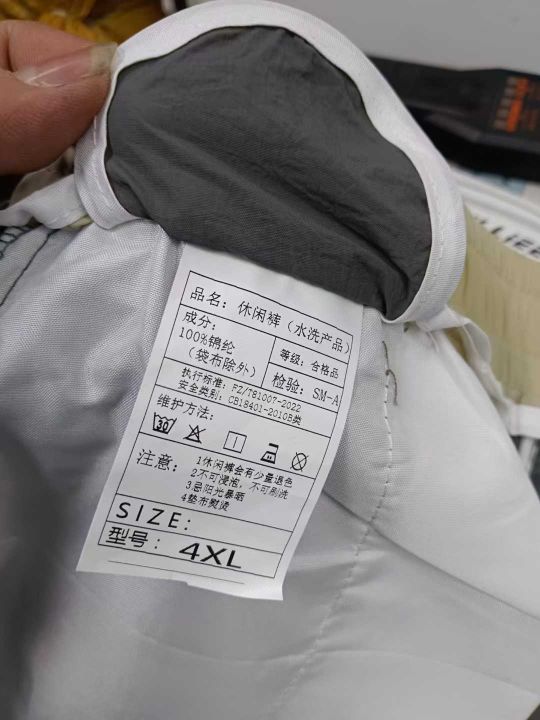 品名：休闲裤（水洗产品）
成分：
100%锦纶
（袋布除外）
等级：合格品
检验：SM-A
执行标准：FZ/T81007-2022
安全类别：CB18401-2010B类
维护方法：
30
注意：
1休闲裤会有少量退色
2不可浸泡，不可刷洗
3忌阳光暴晒
4垫布熨烫
SIZE：
型号：4XL